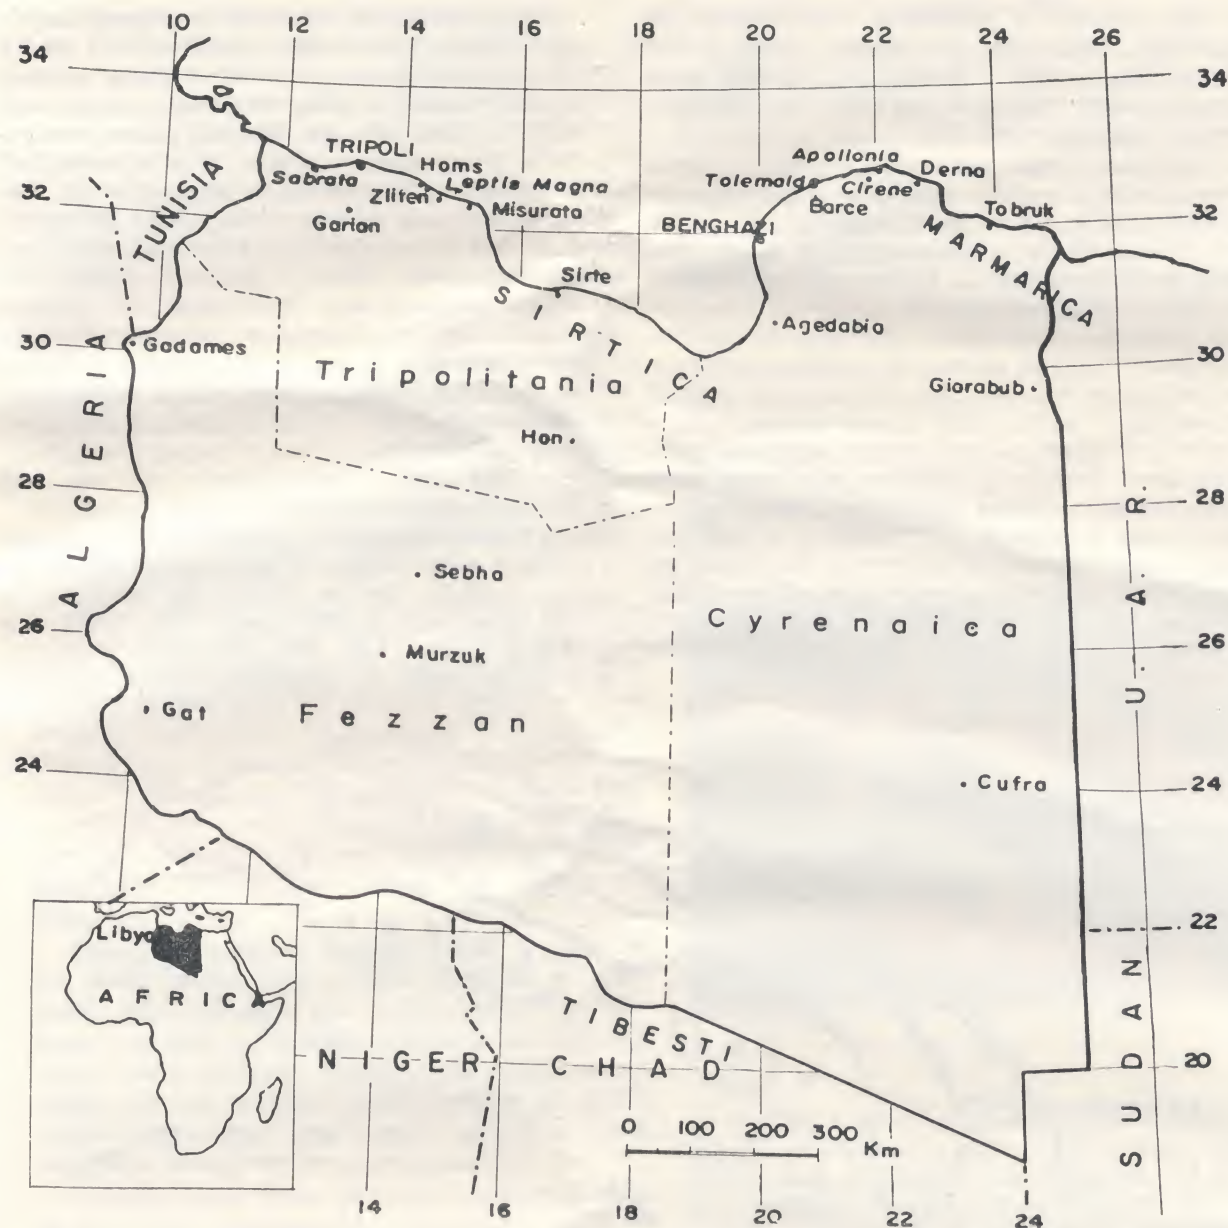 10 12 14 16 18 20 22 24 26
34 34
TRIPOLI
Homs
Sabrata
Zliten
Leptis Magna
Misurata
Garian
TUNISIA
Apollonia
Derna
Tolemaide
Cirene
Barce
Tobruk
BENGHAZI
32 32
MARMARICA
Sirte
SIRTICA
Agedabia
30 30
Gadames
Tripolitania
Giarabub
Hon
ALGERIA
28 28
Sebha
Cyrenaica
U. A. R.
26 26
Murzuk
Gat
Fezzan
24 24
Cufra
22
Libya
AFRICA
TIBESTI
NIGER CHAD
SUDAN
20
0 100 200 300 Km
14 16 18 20 22 24